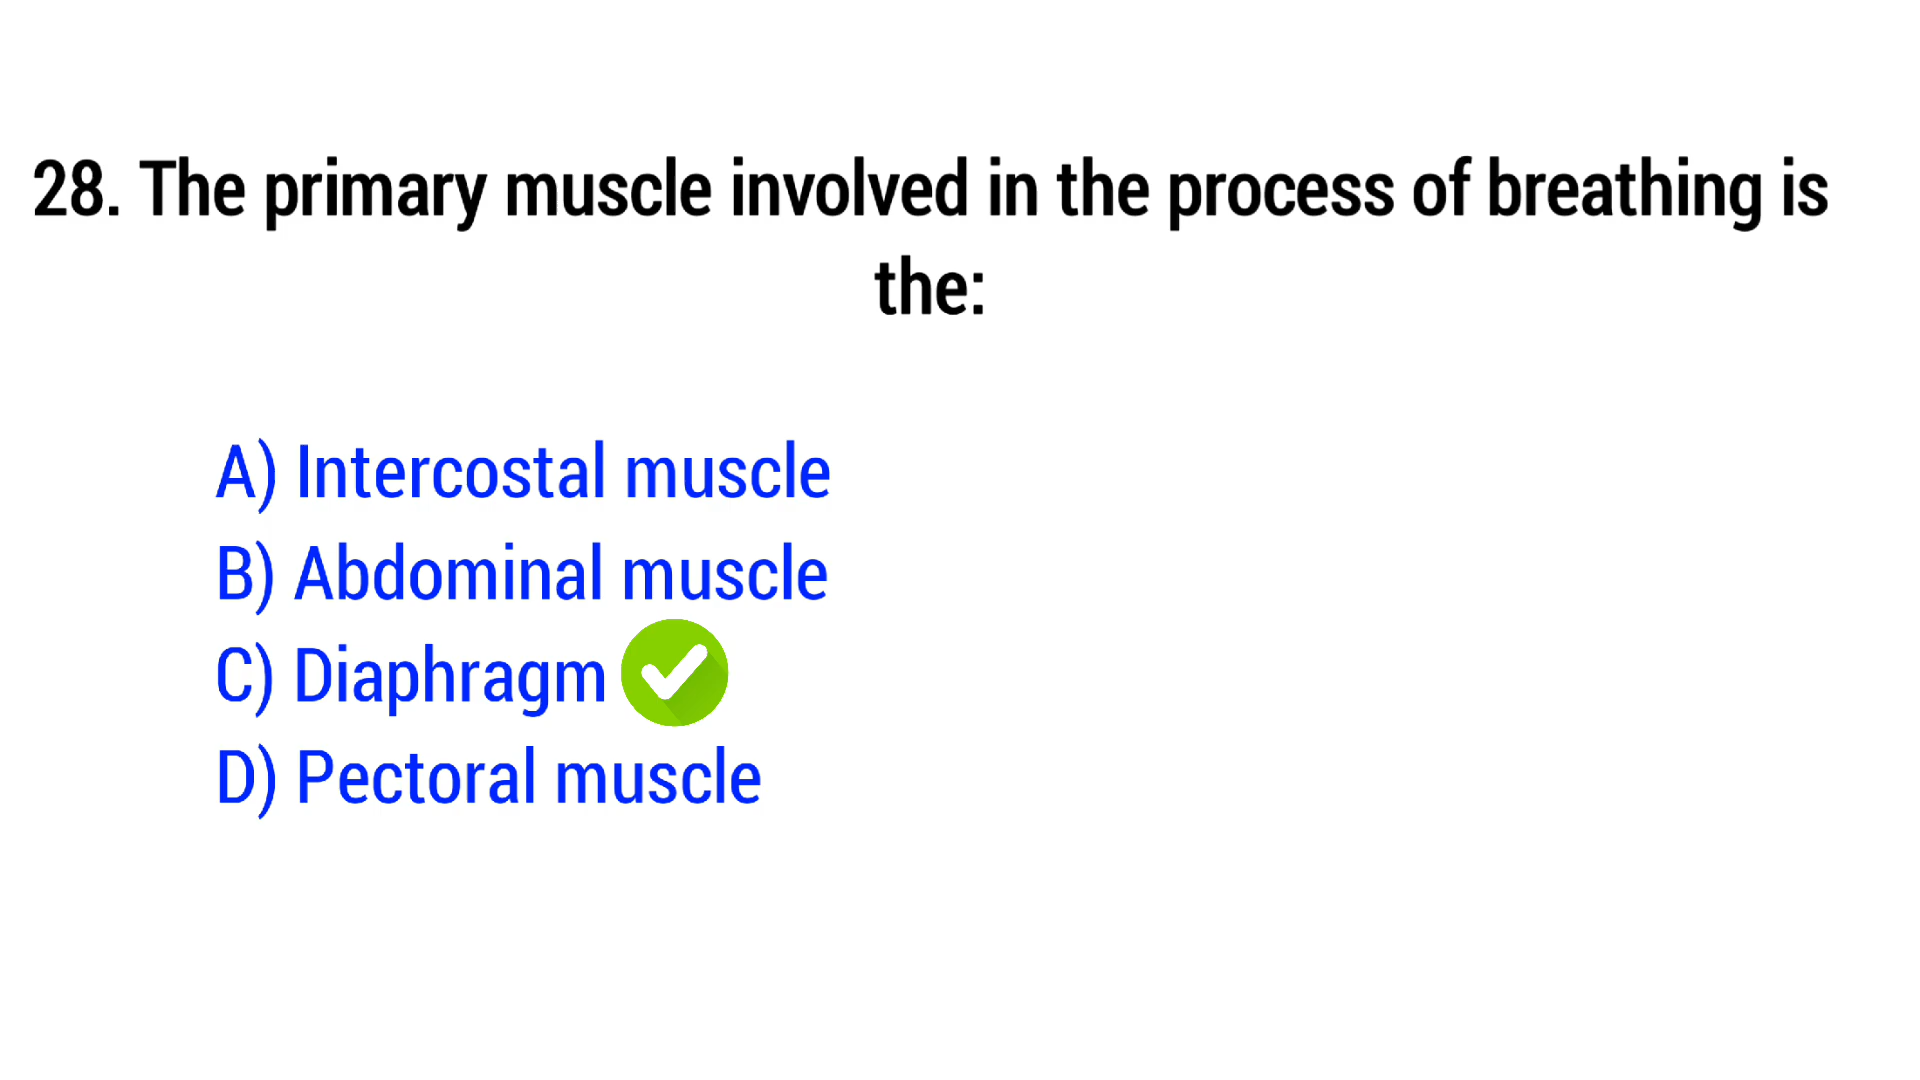 28. The primary muscle involved in the process of breathing is
the:
A) Intercostal muscle
B) Abdominal muscle
C) Diaphragm
D) Pectoral muscle